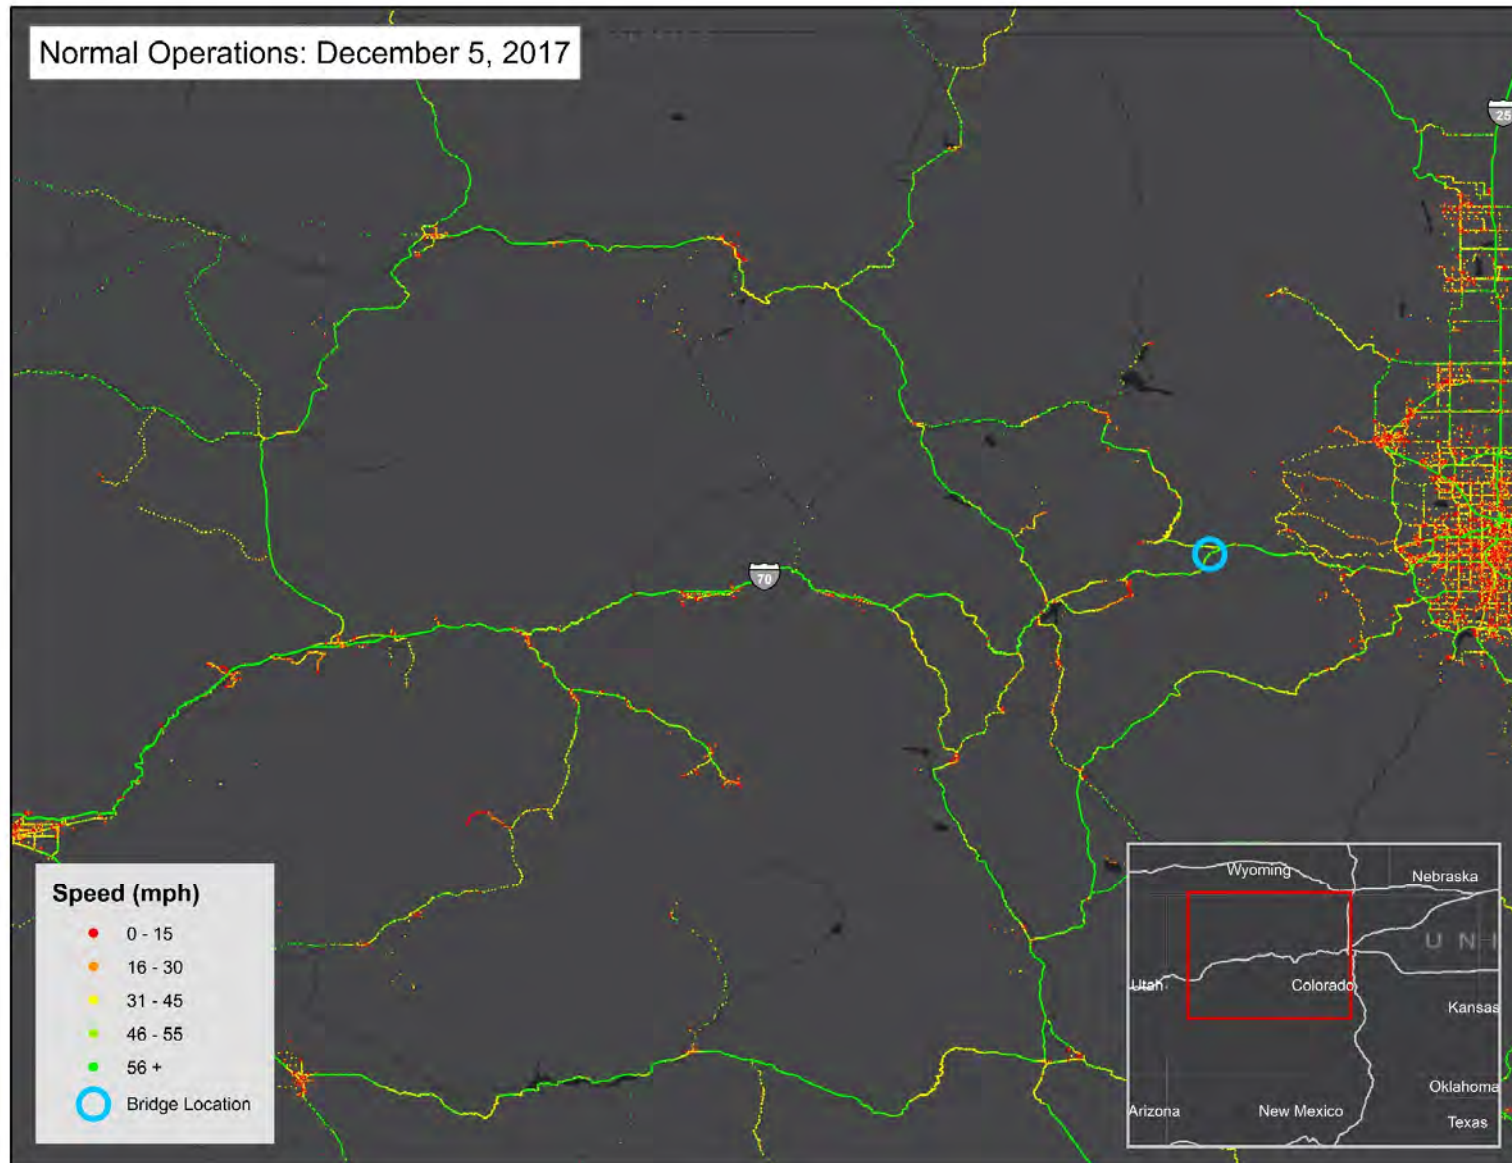 Normal Operations: December 5, 2017
25
70
Speed (mph)
0 - 15
16 - 30
31 - 45
46 - 55
56 +
Bridge Location
Wyoming
Nebraska
U N I
Utah
Colorado
Kansas
Oklahoma
Arizona
New Mexico
Texas